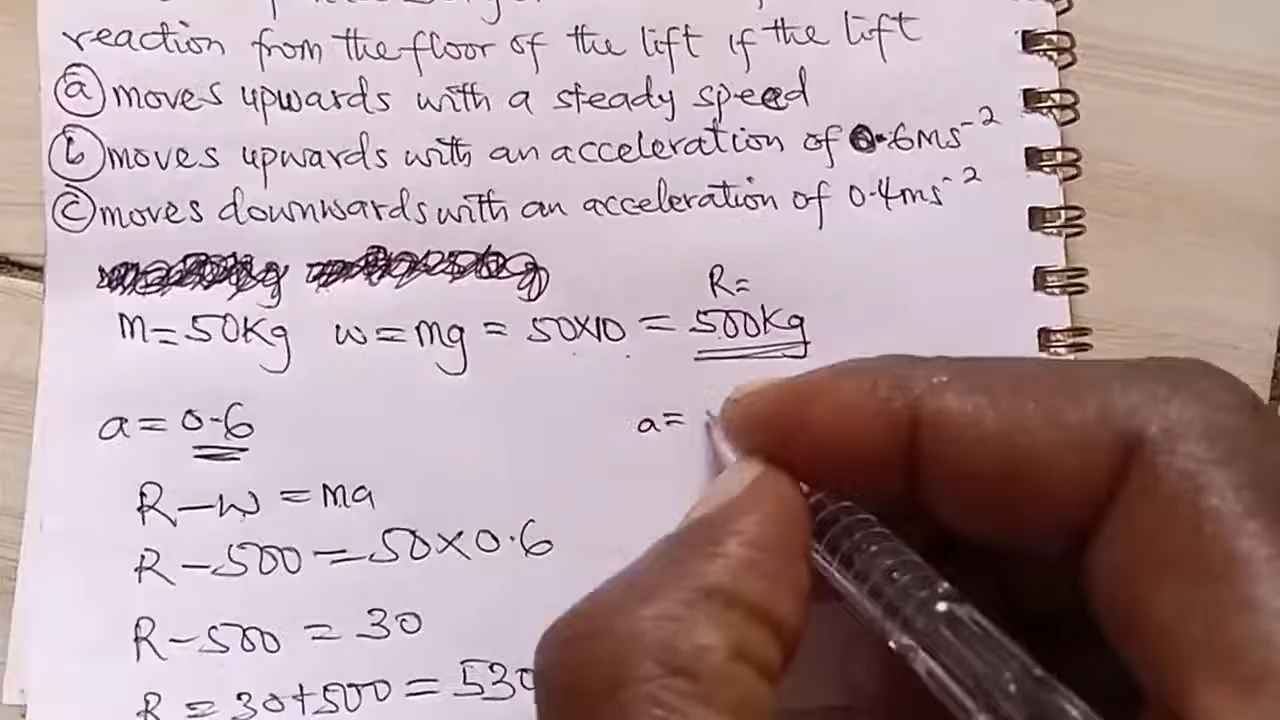 reaction from the floor of the lift if the lift
(a) moves upwards with a steady speed
(b) moves upwards with an acceleration of 0.6ms⁻²
(c) moves downwards with an acceleration of 0.4ms⁻²
R=
m=50Kg w=mg = 50×10 = 500Kg
a=0.6 a=
R-w=ma
R-500=50×0.6
R-500=30
R=30+500=530